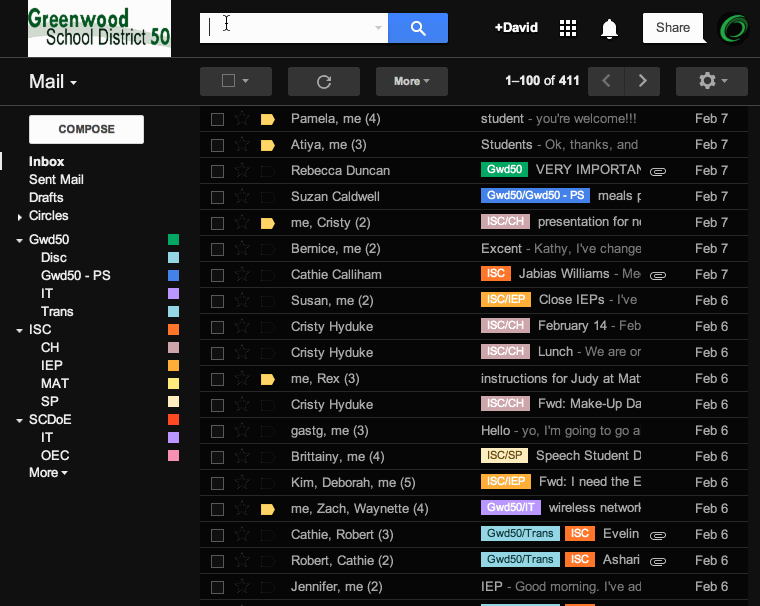 Greenwood
School District 50
+David
Share
Mail
More
1–100 of 411
COMPOSE
Inbox
Sent Mail
Drafts
Circles
Gwd50
Disc
Gwd50 - PS
IT
Trans
ISC
CH
IEP
MAT
SP
SCDoE
IT
OEC
More
Pamela, me (4) student - you're welcome!!! Feb 7
Atiya, me (3) Students - Ok, thanks, and Feb 7
Rebecca Duncan Gwd50 VERY IMPORTAN Feb 7
Suzan Caldwell Gwd50/Gwd50 - PS meals p Feb 7
me, Cristy (2) ISC/CH presentation for ne Feb 7
Bernice, me (2) Excent - Kathy, I've change Feb 7
Cathie Calliham ISC Jabias Williams - Me Feb 7
Susan, me (2) ISC/IEP Close IEPs - I've Feb 6
Cristy Hyduke ISC/CH February 14 - Feb Feb 6
Cristy Hyduke ISC/CH Lunch - We are or Feb 6
me, Rex (3) instructions for Judy at Mat Feb 6
Cristy Hyduke ISC/CH Fwd: Make-Up Da Feb 6
gastg, me (3) Hello - yo, I'm going to go a Feb 6
Brittainy, me (4) ISC/SP Speech Student D Feb 6
Kim, Deborah, me (5) ISC/IEP Fwd: I need the E Feb 6
me, Zach, Waynette (4) Gwd50/IT wireless network Feb 6
Cathie, Robert (3) Gwd50/Trans ISC Evelin Feb 6
Robert, Cathie (2) Gwd50/Trans ISC Ashari Feb 6
Jennifer, me (2) IEP - Good morning. I've ad Feb 6